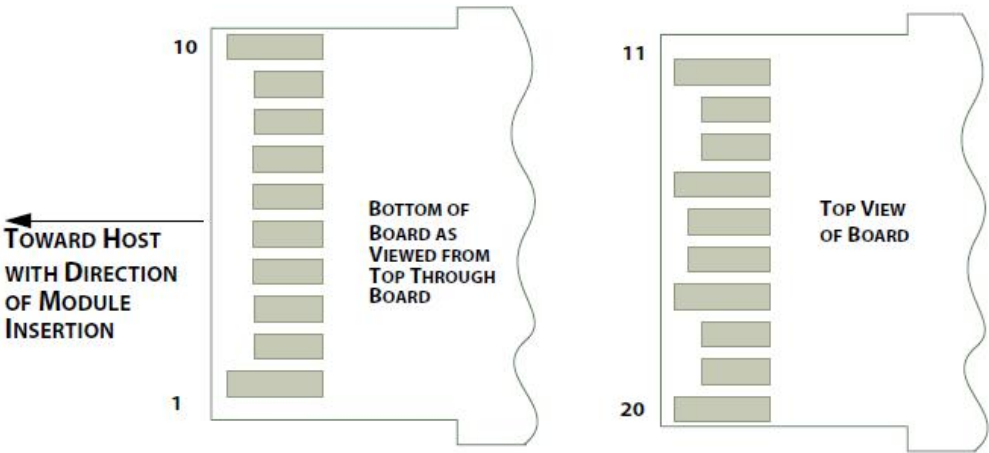 10
BOTTOM OF
BOARD AS
VIEWED FROM
TOP THROUGH
BOARD
TOWARD HOST
WITH DIRECTION
OF MODULE
INSERTION
1
11
TOP VIEW
OF BOARD
20